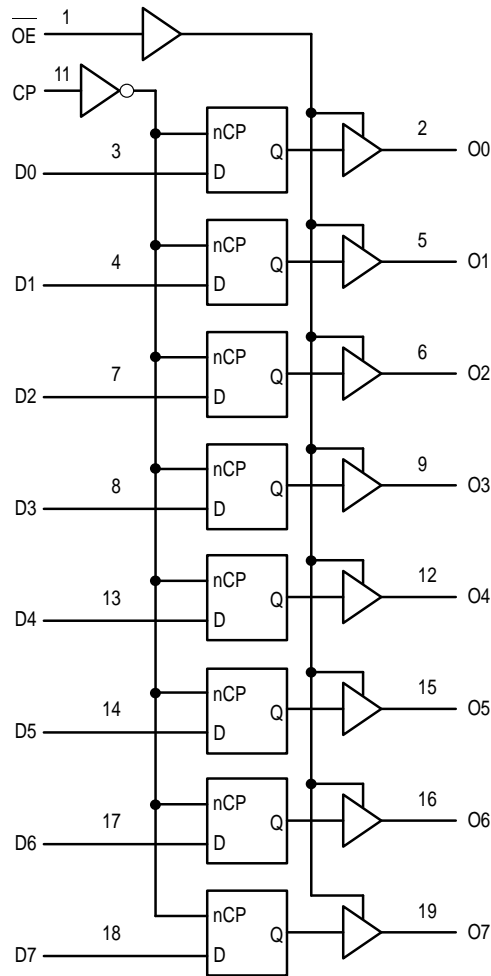 O̅E̅ 1
CP 11
nCP
3 Q 2 O0
D0 D
nCP
4 Q 5 O1
D1 D
nCP
7 Q 6 O2
D2 D
nCP
8 Q 9 O3
D3 D
nCP
13 Q 12 O4
D4 D
nCP
14 Q 15 O5
D5 D
nCP
17 Q 16 O6
D6 D
nCP
18 Q 19 O7
D7 D